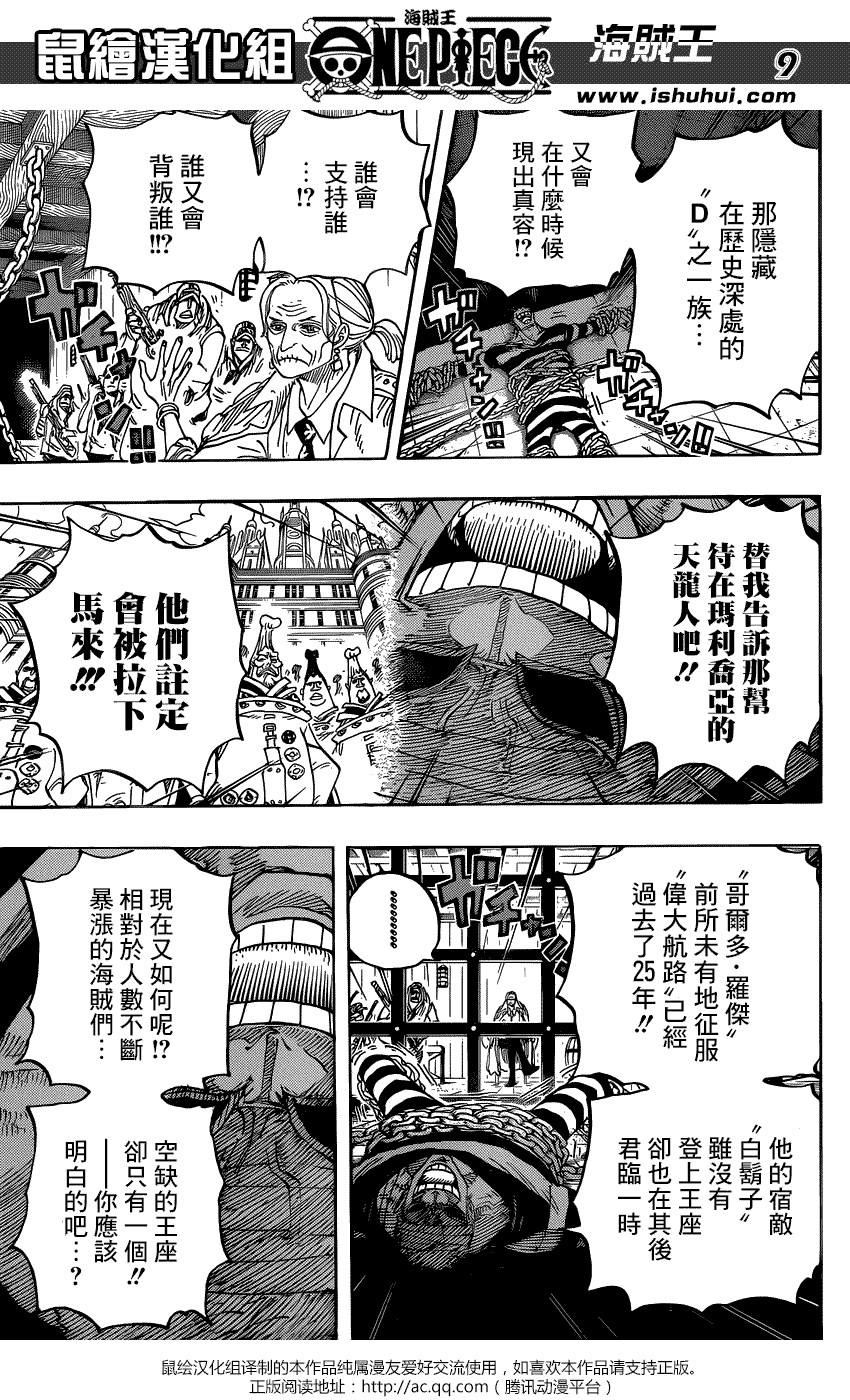 鼠繪漢化組
海賊王
ONE PIECE
海賊王
9
www.ishuhui.com
那隱藏
在歷史深處的
〝D〟之一族…
又會
在什麼時候
現出真容!?
誰會
支持誰
…!?
誰又會
背叛誰!!?
替我告訴那幫
待在瑪利喬亞的
天龍人吧!!
他們註定
會被拉下
馬來!!!
〝哥爾多·羅傑〞
前所未有地征服
〝偉大航路〞已經
過去了25年!!
………
他的宿敵
〝白鬍子〞
雖沒有
登上王座
卻也在其後
君臨一時
現在又如何呢!?
相對於人數不斷
暴漲的海賊們…
空缺的王座
卻只有一個!!
——你應該
明白的吧…?
鼠绘汉化组译制的本作品纯属漫友爱好交流使用，如喜欢本作品请支持正版。
正版阅读地址：http://ac.qq.com（腾讯动漫平台）